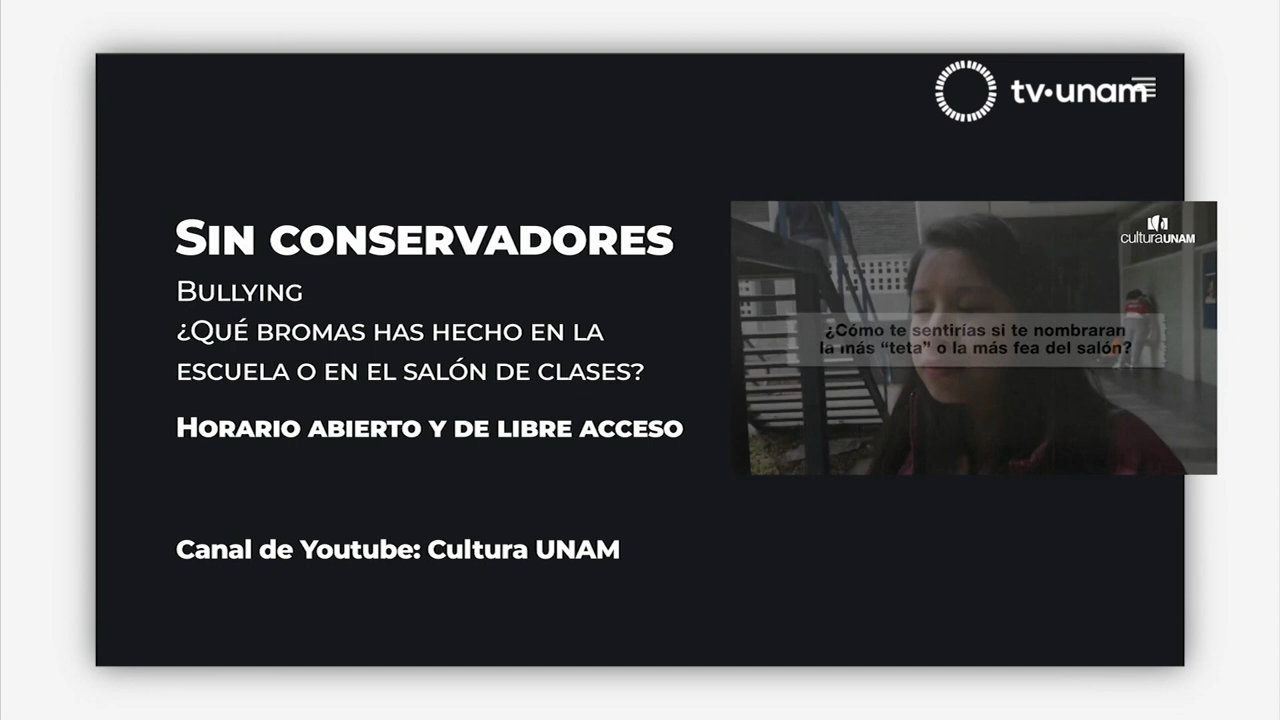 tv·unam
SIN CONSERVADORES
BULLYING
¿QUÉ BROMAS HAS HECHO EN LA
ESCUELA O EN EL SALÓN DE CLASES?
HORARIO ABIERTO Y DE LIBRE ACCESO
Canal de Youtube: Cultura UNAM
culturaUNAM
¿Cómo te sentirías si te nombraran
la más “teta” o la más fea del salón?